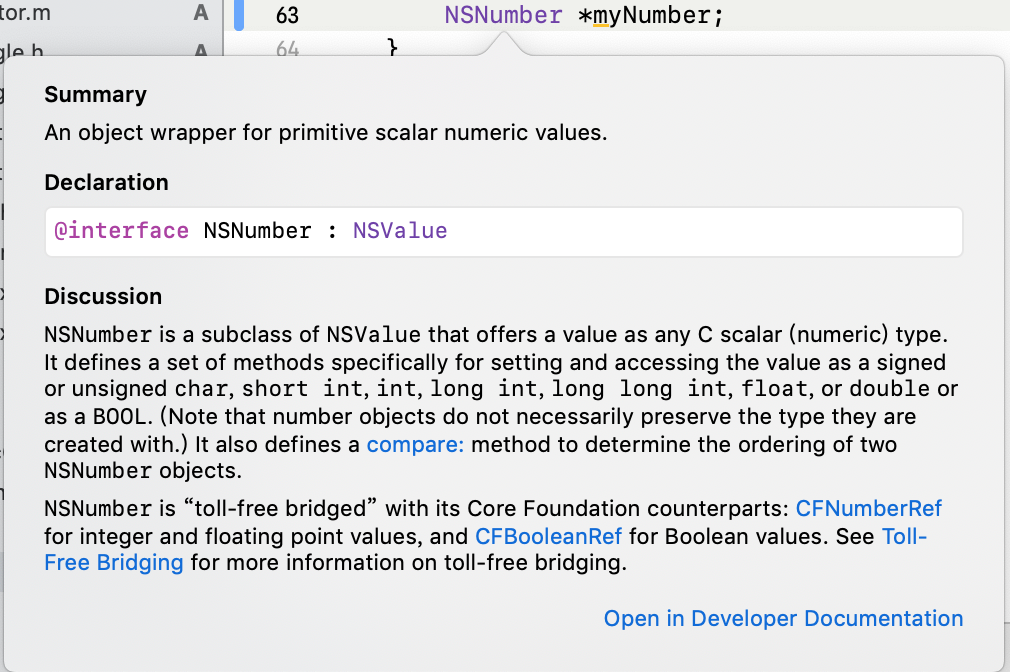 tor.m A 63 NSNumber *myNumber;
gle.h A 64 }
Summary
An object wrapper for primitive scalar numeric values.
Declaration
@interface NSNumber : NSValue
Discussion
NSNumber is a subclass of NSValue that offers a value as any C scalar (numeric) type.
It defines a set of methods specifically for setting and accessing the value as a signed
or unsigned char, short int, int, long int, long long int, float, or double or
as a BOOL. (Note that number objects do not necessarily preserve the type they are
created with.) It also defines a compare: method to determine the ordering of two
NSNumber objects.
NSNumber is “toll-free bridged” with its Core Foundation counterparts: CFNumberRef
for integer and floating point values, and CFBooleanRef for Boolean values. See Toll-
Free Bridging for more information on toll-free bridging.
Open in Developer Documentation